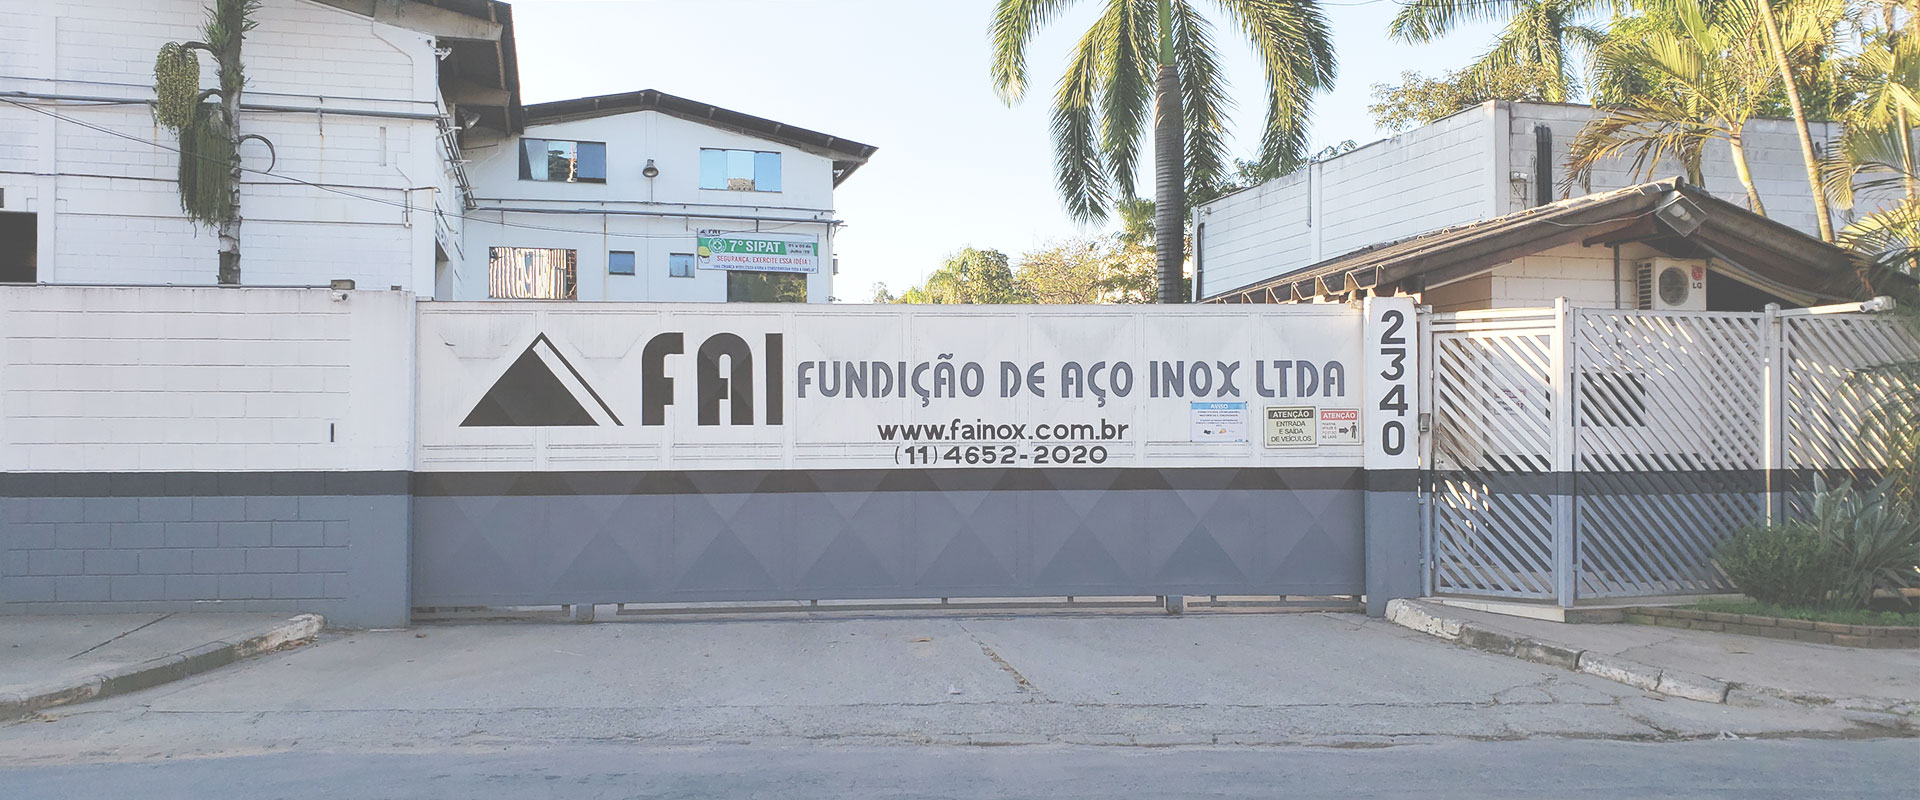 FAI
7º SIPAT
SEGURANÇA; EXERCITE ESSA IDÉIA !
FAI FUNDIÇÃO DE AÇO INOX LTDA
www.fainox.com.br
(11) 4652-2020
AVISO
ATENÇÃO
ENTRADA
E SAÍDA
DE VEÍCULOS
ATENÇÃO
2340
LG